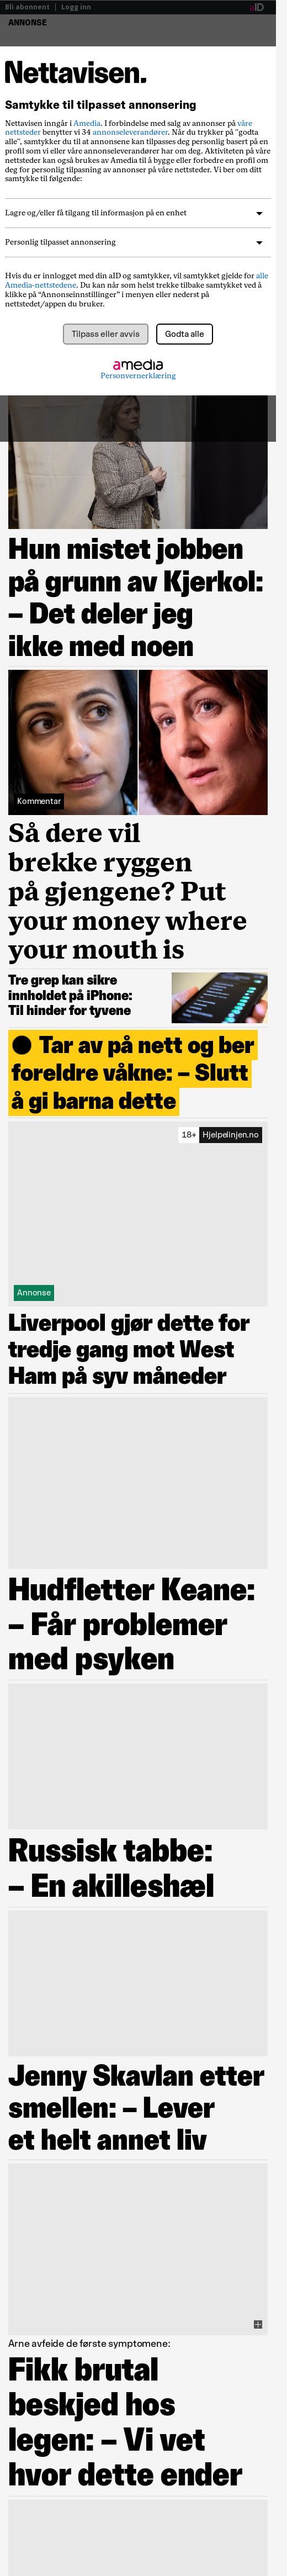 Bli abonnent | Logg inn
aID
ANNONSE
Nettavisen.
Samtykke til tilpasset annonsering
Nettavisen inngår i Amedia. I forbindelse med salg av annonser på våre
nettsteder benytter vi 34 annonseleverandører. Når du trykker på "godta
alle", samtykker du til at annonsene kan tilpasses deg personlig basert på en
profil som vi eller våre annonseleverandører har om deg. Aktiviteten på våre
nettsteder kan også brukes av Amedia til å bygge eller forbedre en profil om
deg for personlig tilpasning av annonser på våre nettsteder. Vi ber om ditt
samtykke til følgende:
Lagre og/eller få tilgang til informasjon på en enhet
Personlig tilpasset annonsering
Hvis du er innlogget med din aID og samtykker, vil samtykket gjelde for alle
Amedia-nettstedene. Du kan når som helst trekke tilbake samtykket ved å
klikke på “Annonseinnstillinger” i menyen eller nederst på
nettstedet/appen du bruker.
Tilpass eller avvis
Godta alle
amedia
Personvernerklæring
Hun mistet jobben
på grunn av Kjerkol:
– Det deler jeg
ikke med noen
Kommentar
Så dere vil
brekke ryggen
på gjengene? Put
your money where
your mouth is
Tre grep kan sikre
innholdet på iPhone:
Til hinder for tyvene
● Tar av på nett og ber
foreldre våkne: – Slutt
å gi barna dette
18+ Hjelpelinjen.no
Annonse
Liverpool gjør dette for
tredje gang mot West
Ham på syv måneder
Hudfletter Keane:
– Får problemer
med psyken
Russisk tabbe:
– En akilleshæl
Jenny Skavlan etter
smellen: – Lever
et helt annet liv
Arne avfeide de første symptomene:
Fikk brutal
beskjed hos
legen: – Vi vet
hvor dette ender